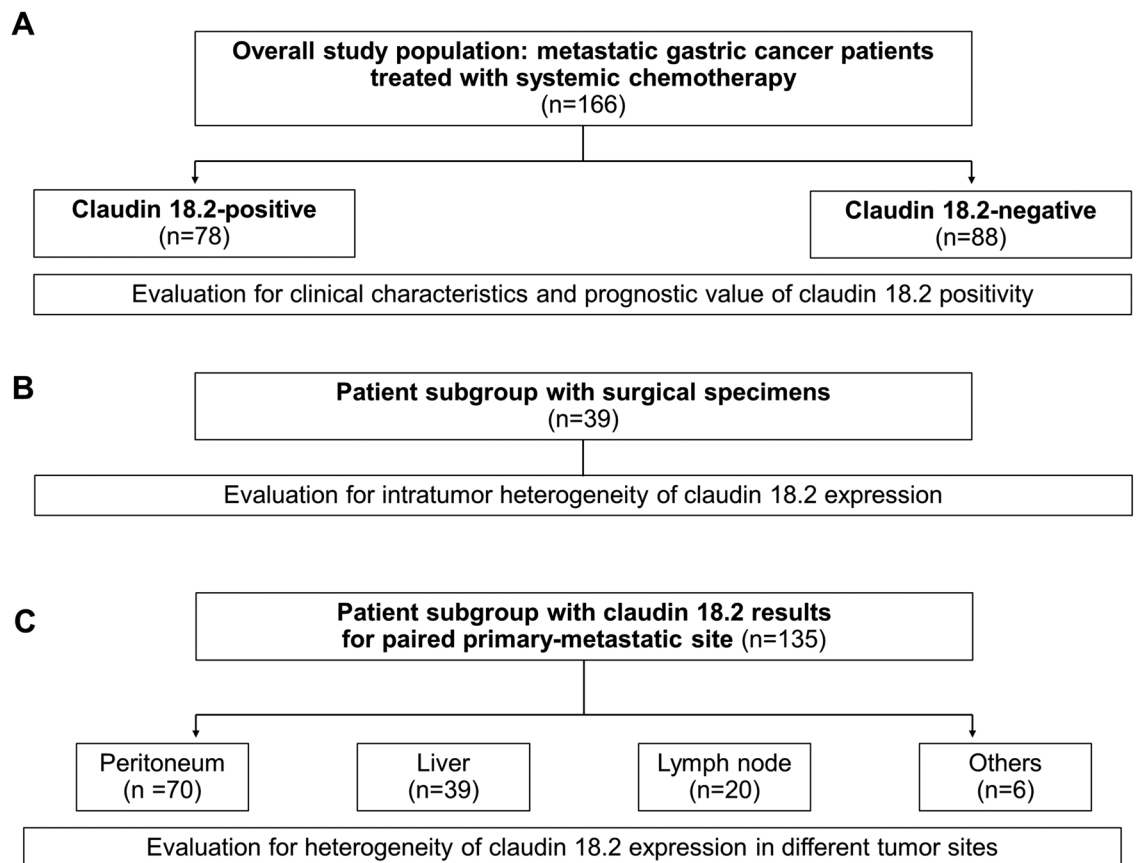 A
Overall study population: metastatic gastric cancer patients
treated with systemic chemotherapy
(n=166)
Claudin 18.2-positive
(n=78)
Claudin 18.2-negative
(n=88)
Evaluation for clinical characteristics and prognostic value of claudin 18.2 positivity
B
Patient subgroup with surgical specimens
(n=39)
Evaluation for intratumor heterogeneity of claudin 18.2 expression
C
Patient subgroup with claudin 18.2 results
for paired primary-metastatic site (n=135)
Peritoneum
(n =70)
Liver
(n=39)
Lymph node
(n=20)
Others
(n=6)
Evaluation for heterogeneity of claudin 18.2 expression in different tumor sites